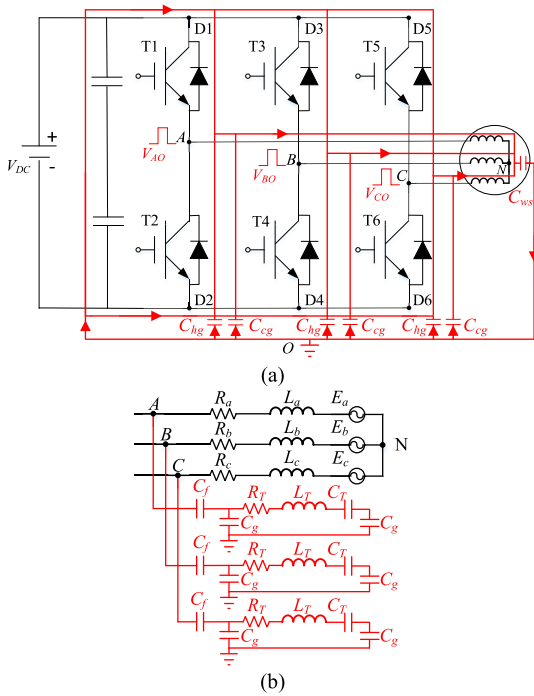 D1 D3 D5
T1 T3 T5
V_DC + -
A B C N
V_AO V_BO V_CO
C_ws
T2 T4 T6
D2 D4 D6
C_hg C_cg C_hg C_cg C_hg C_cg
O
(a)
A R_a L_a E_a
B R_b L_b E_b N
C R_c L_c E_c
C_f R_T L_T C_T
C_g C_g
C_f R_T L_T C_T
C_g C_g
C_f R_T L_T C_T
C_g C_g
(b)